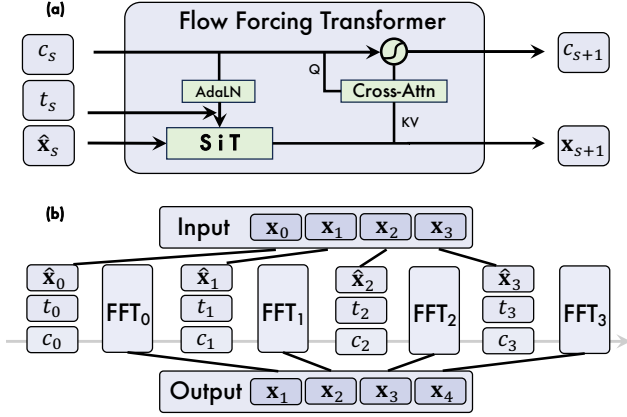 (a)
Flow Forcing Transformer
c_s
c_{s+1}
Q
AdaLN
Cross-Attn
t_s
KV
x̂_s
SiT
x_{s+1}
(b)
Input x_0 x_1 x_2 x_3
x̂_0 x̂_1 x̂_2 x̂_3
t_0 FFT_0 t_1 FFT_1 t_2 FFT_2 t_3 FFT_3
c_0 c_1 c_2 c_3
Output x_1 x_2 x_3 x_4